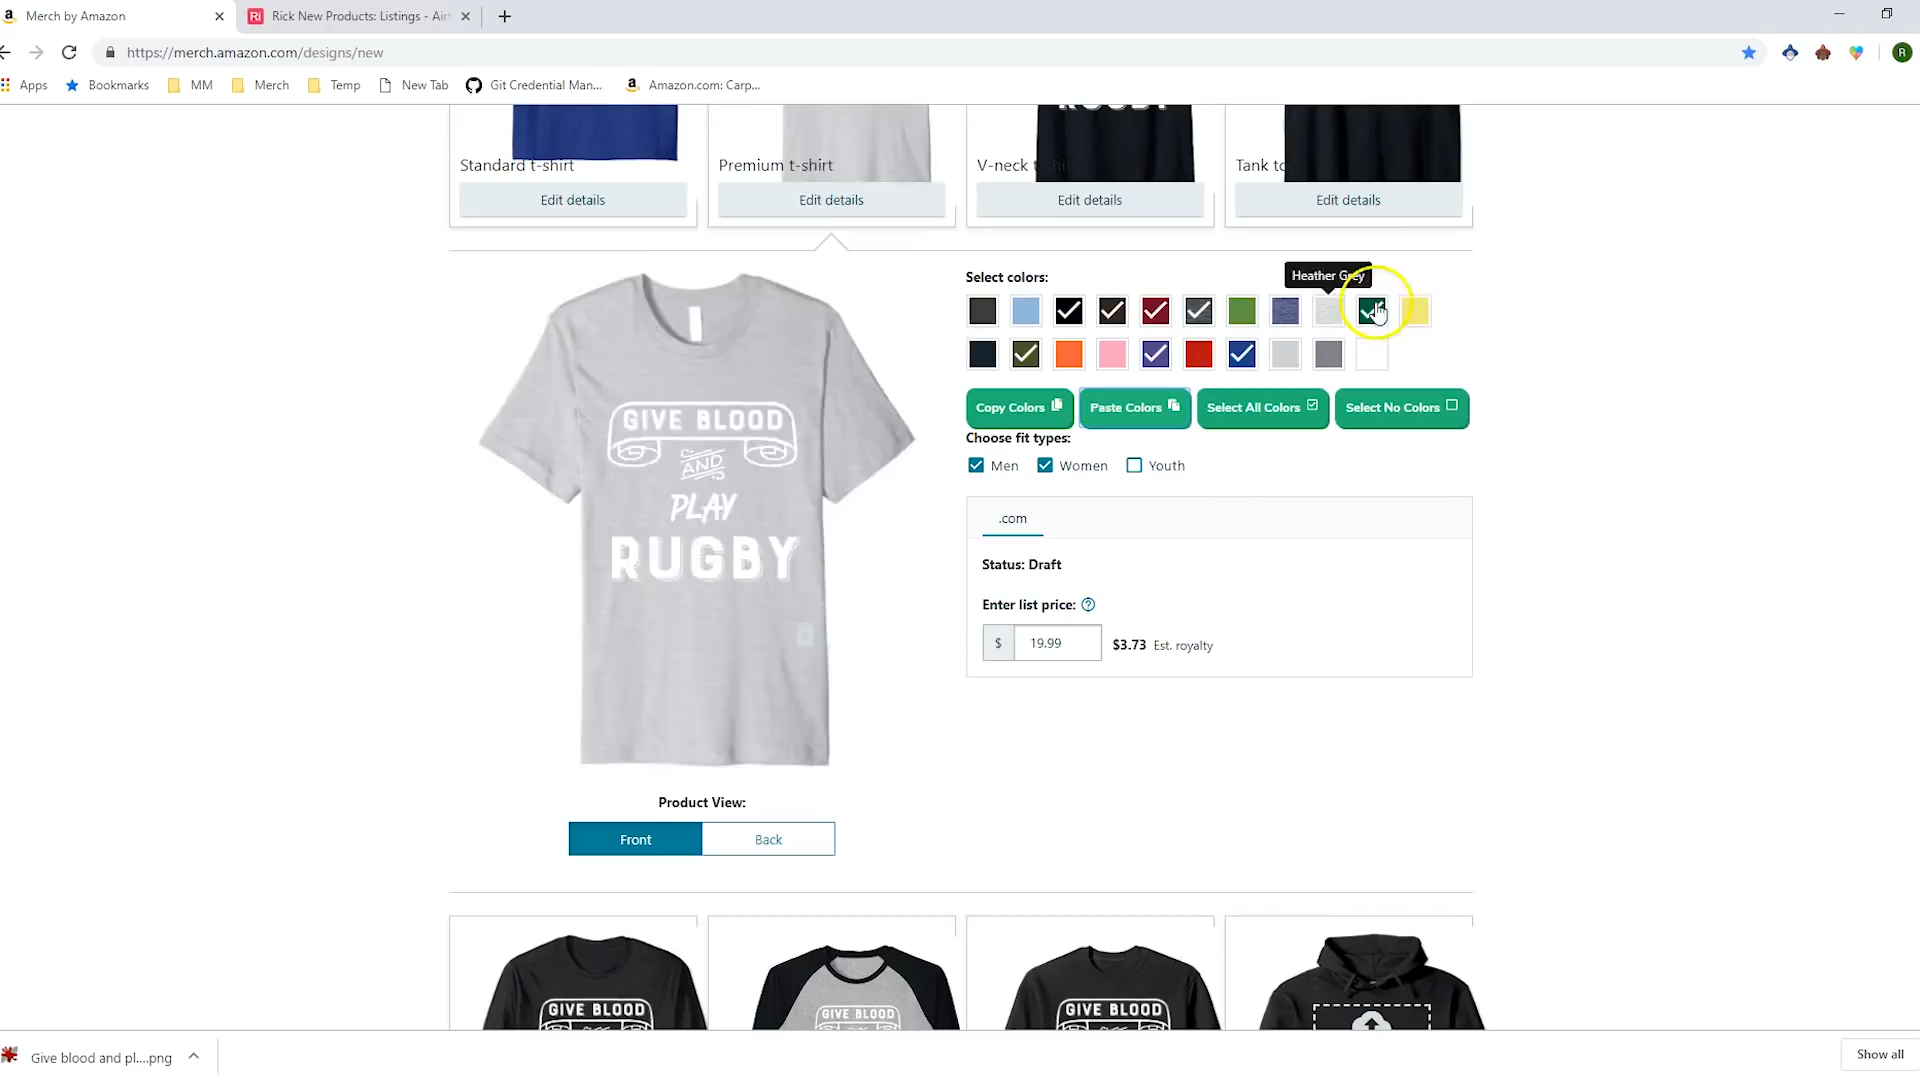 Merch by Amazon
Rick New Products: Listings - Air
https://merch.amazon.com/designs/new
R
Apps
Bookmarks
MM
Merch
Temp
New Tab
Git Credential Man...
Amazon.com: Carp...
Standard t-shirt
Premium t-shirt
V-neck
Tank
Edit details
Edit details
Edit details
Edit details
Select colors:
Heather Grey
Copy Colors
Paste Colors
Select All Colors
Select No Colors
Choose fit types:
Men
Women
Youth
.com
Status: Draft
Enter list price:
$ 19.99 $3.73 Est. royalty
GIVE BLOOD
AND
PLAY
RUGBY
Product View:
Front
Back
GIVE BLOOD
GIVE BLOOD
GIVE BLOOD
Give blood and pl....png
Show all